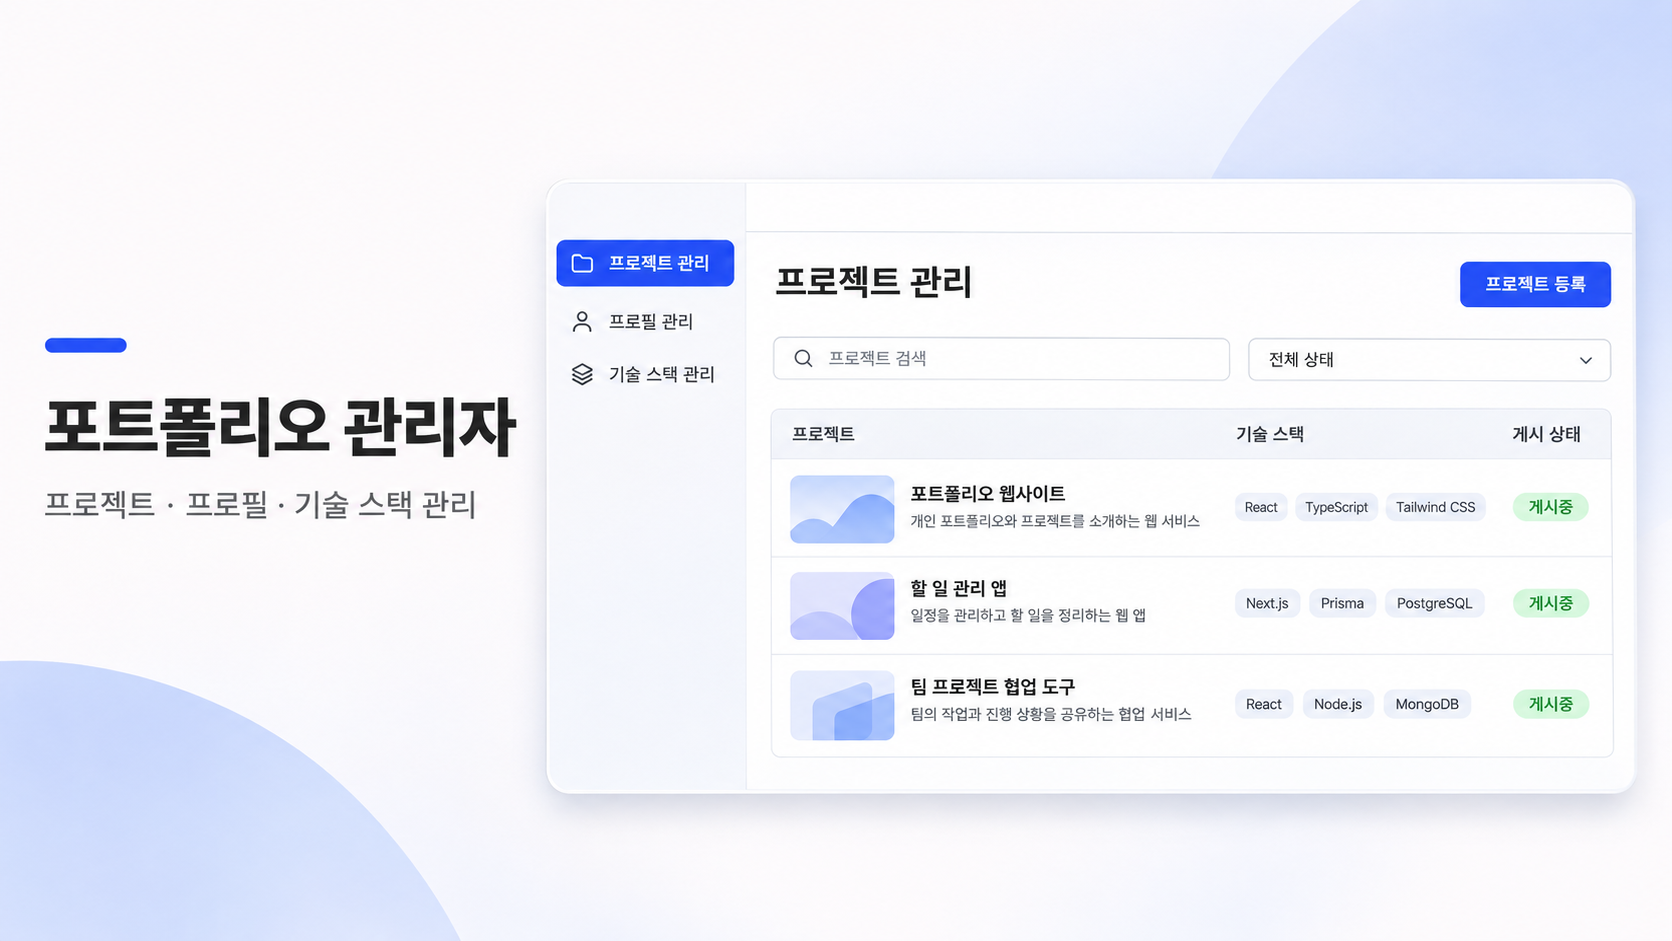 포트폴리오 관리자
프로젝트 · 프로필 · 기술 스택 관리
프로젝트 관리
프로필 관리
기술 스택 관리
프로젝트 관리
프로젝트 등록
프로젝트 검색
전체 상태
프로젝트 기술 스택 게시 상태
포트폴리오 웹사이트
개인 포트폴리오와 프로젝트를 소개하는 웹 서비스
React TypeScript Tailwind CSS 게시중
할 일 관리 앱
일정을 관리하고 할 일을 정리하는 웹 앱
Next.js Prisma PostgreSQL 게시중
팀 프로젝트 협업 도구
팀의 작업과 진행 상황을 공유하는 협업 서비스
React Node.js MongoDB 게시중